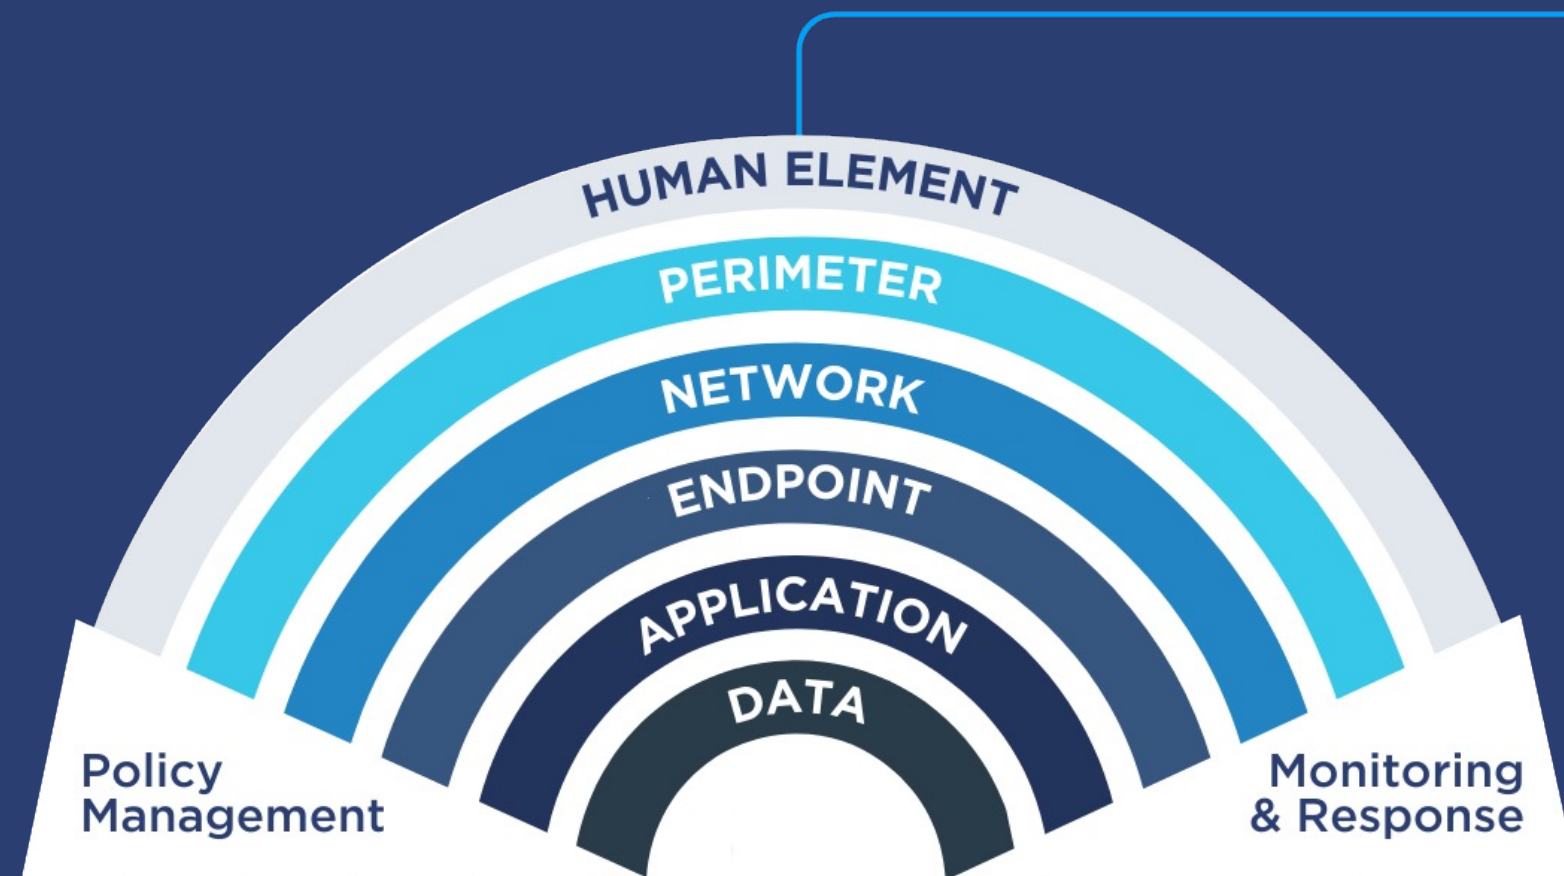 HUMAN ELEMENT
PERIMETER
NETWORK
ENDPOINT
APPLICATION
DATA
Policy
Management
Monitoring
& Response